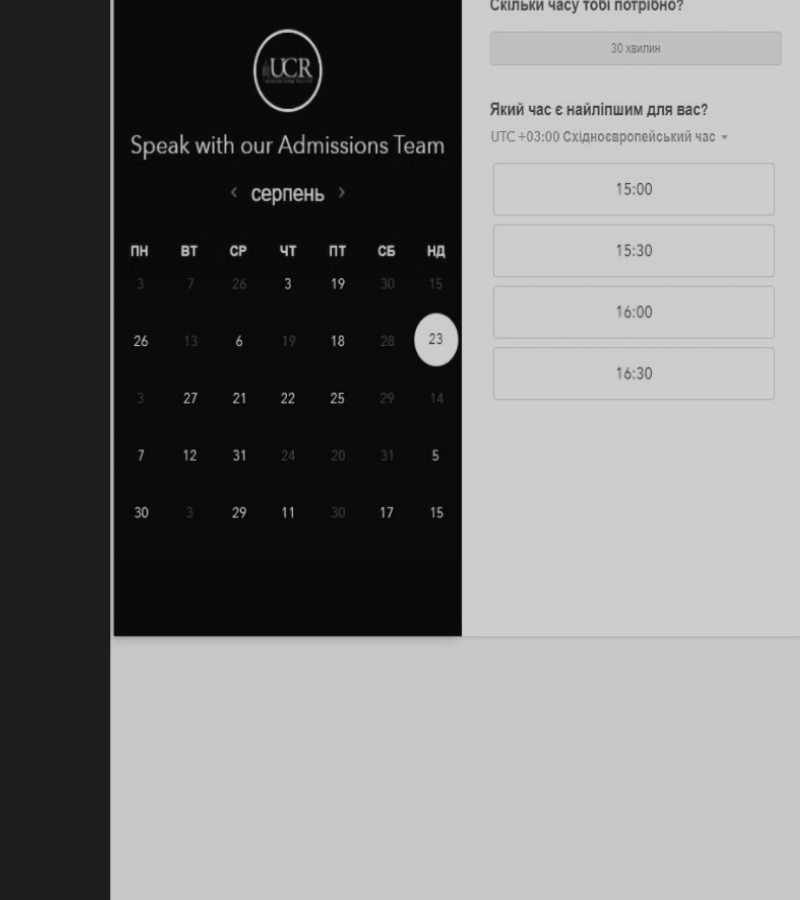 UCR
Speak with our Admissions Team
‹ серпень ›
ПН ВТ СР ЧТ ПТ СБ НД
3 7 26 3 19 30 15
26 13 6 19 18 28 23
3 27 21 22 25 29 14
7 12 31 24 20 31 5
30 3 29 11 30 17 15
Скільки часу тобі потрібно?
30 хвилин
Який час є найліпшим для вас?
UTC +03:00 Східноєвропейський час
15:00
15:30
16:00
16:30